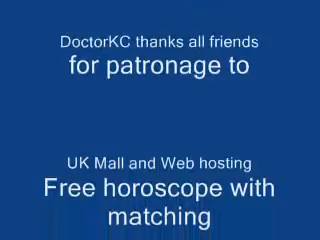 DoctorKC thanks all friends
for patronage to
UK Mall and Web hosting
Free horoscope with
matching